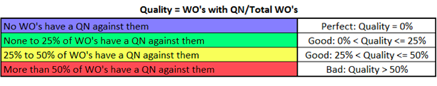 Quality = WO's with QN/Total WO's
No WO's have a QN against them Perfect: Quality = 0%
None to 25% of WO's have a QN against them Good: 0% < Quality <= 25%
25% to 50% of WO's have a QN against them Good: 25% < Quality <= 50%
More than 50% of WO's have a QN against them Bad: Quality > 50%